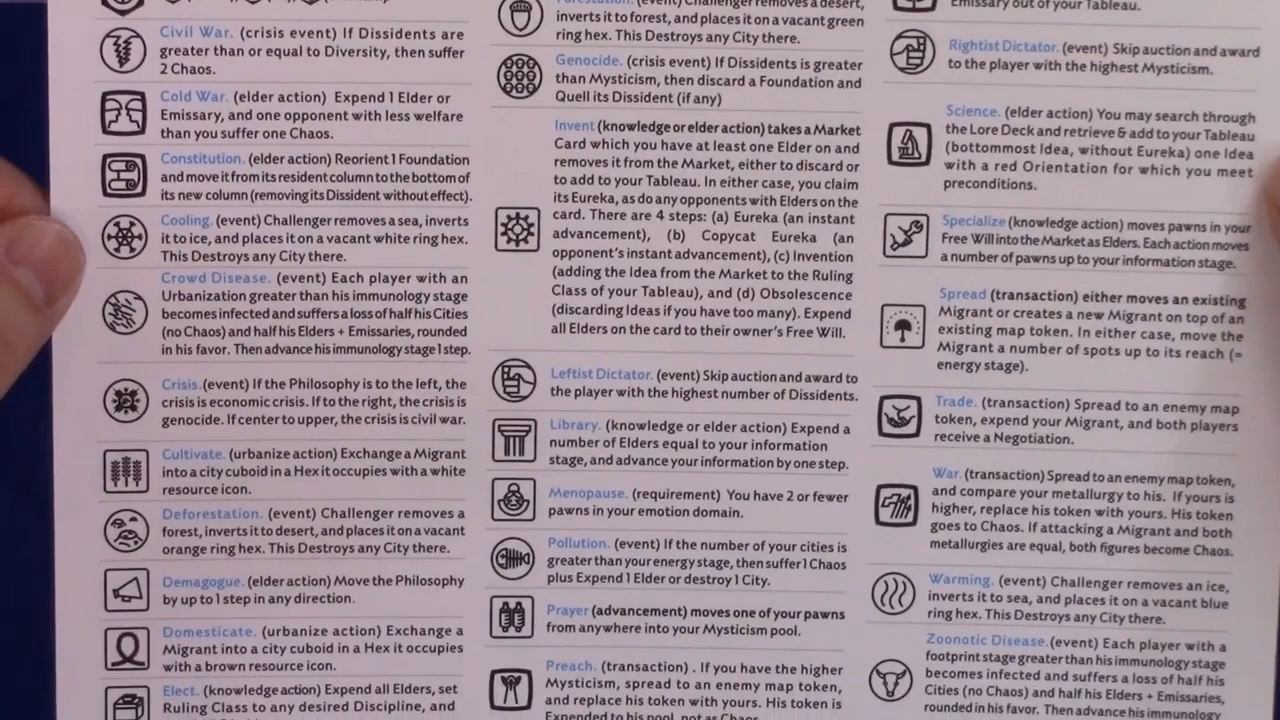 Civil War. (crisis event) If Dissidents are
greater than or equal to Diversity, then suffer
2 Chaos.
Cold War. (elder action) Expend 1 Elder or
Emissary, and one opponent with less welfare
than you suffer one Chaos.
Constitution. (elder action) Reorient 1 Foundation
and move it from its resident column to the bottom of
its new column (removing its Dissident without effect).
Cooling. (event) Challenger removes a sea, inverts
it to ice, and places it on a vacant white ring hex.
This Destroys any City there.
Crowd Disease. (event) Each player with an
Urbanization greater than his immunology stage
becomes infected and suffers a loss of half his Cities
(no Chaos) and half his Elders + Emissaries, rounded
in his favor. Then advance his immunology stage 1 step.
Crisis.(event) If the Philosophy is to the left, the
crisis is economic crisis. If to the right, the crisis is
genocide. If center to upper, the crisis is civil war.
Cultivate. (urbanize action) Exchange a Migrant
into a city cuboid in a Hex it occupies with a white
resource icon.
Deforestation. (event) Challenger removes a
forest, inverts it to desert, and places it on a vacant
orange ring hex. This Destroys any City there.
Demagogue. (elder action) Move the Philosophy
by up to 1 step in any direction.
Domesticate. (urbanize action) Exchange a
Migrant into a city cuboid in a Hex it occupies
with a brown resource icon.
Elect. (knowledge action) Expend all Elders, set
Ruling Class to any desired Discipline, and
Forestation. (event) Challenger removes a desert,
inverts it to forest, and places it on a vacant green
ring hex. This Destroys any City there.
Genocide. (crisis event) If Dissidents is greater
than Mysticism, then discard a Foundation and
Quell its Dissident (if any)
Invent (knowledge or elder action) takes a Market
Card which you have at least one Elder on and
removes it from the Market, either to discard or
to add to your Tableau. In either case, you claim
its Eureka, as do any opponents with Elders on the
card. There are 4 steps: (a) Eureka (an instant
advancement), (b) Copycat Eureka (an
opponent's instant advancement), (c) Invention
(adding the Idea from the Market to the Ruling
Class of your Tableau), and (d) Obsolescence
(discarding Ideas if you have too many). Expend
all Elders on the card to their owner's Free Will.
Leftist Dictator. (event) Skip auction and award to
the player with the highest number of Dissidents.
Library. (knowledge or elder action) Expend a
number of Elders equal to your information
stage, and advance your information by one step.
Menopause. (requirement) You have 2 or fewer
pawns in your emotion domain.
Pollution. (event) If the number of your cities is
greater than your energy stage, then suffer 1 Chaos
plus Expend 1 Elder or destroy 1 City.
Prayer (advancement) moves one of your pawns
from anywhere into your Mysticism pool.
Preach. (transaction) . If you have the higher
Mysticism, spread to an enemy map token,
and replace his token with yours. His token is
Expended to his pool, not as Chaos.
Emissary out of your Tableau.
Rightist Dictator. (event) Skip auction and award
to the player with the highest Mysticism.
Science. (elder action) You may search through
the Lore Deck and retrieve & add to your Tableau
(bottommost Idea, without Eureka) one Idea
with a red Orientation for which you meet
preconditions.
Specialize (knowledge action) moves pawns in your
Free Will into the Market as Elders. Each action moves
a number of pawns up to your information stage.
Spread (transaction) either moves an existing
Migrant or creates a new Migrant on top of an
existing map token. In either case, move the
Migrant a number of spots up to its reach (=
energy stage).
Trade. (transaction) Spread to an enemy map
token, expend your Migrant, and both players
receive a Negotiation.
War. (transaction) Spread to an enemy map token,
and compare your metallurgy to his. If yours is
higher, replace his token with yours. His token
goes to Chaos. If attacking a Migrant and both
metallurgies are equal, both figures become Chaos.
Warming. (event) Challenger removes an ice,
inverts it to sea, and places it on a vacant blue
ring hex. This Destroys any City there.
Zoonotic Disease.(event) Each player with a
footprint stage greater than his immunology stage
becomes infected and suffers a loss of half his
Cities (no Chaos) and half his Elders + Emissaries,
rounded in his favor. Then advance his immunology